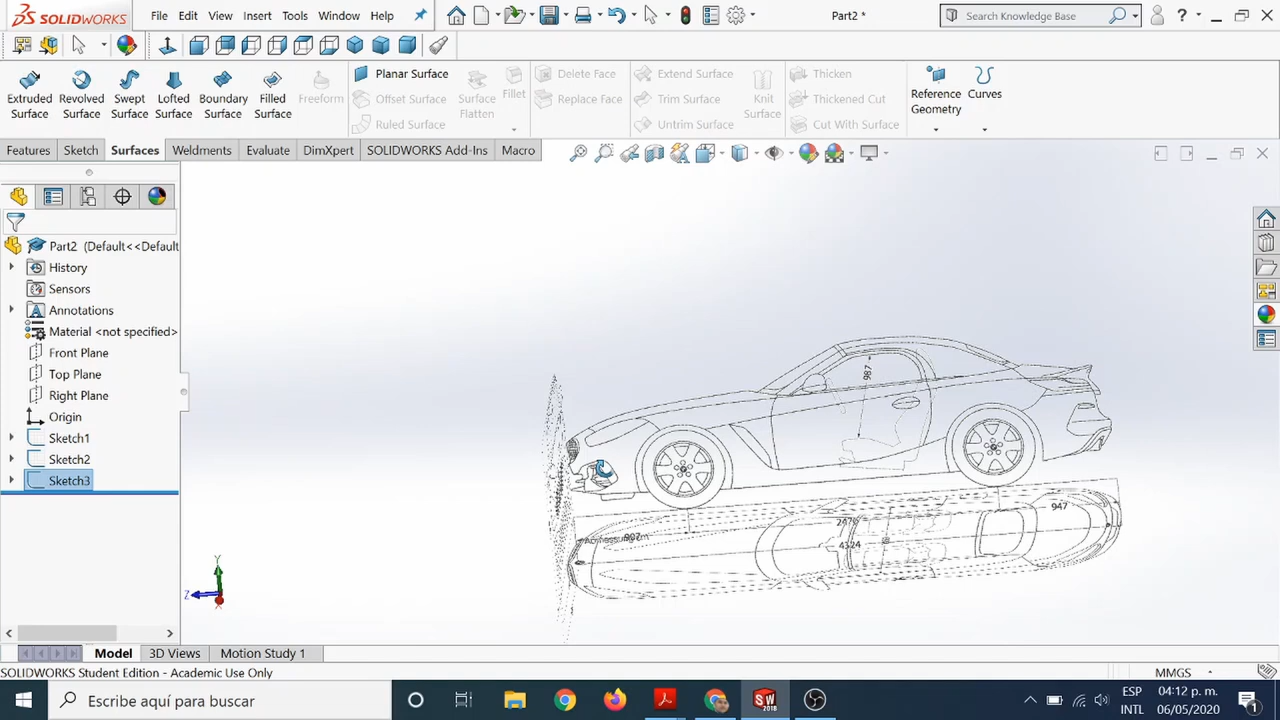 SOLIDWORKS File Edit View Insert Tools Window Help Part2 * Search Knowledge Base ?
Extruded Surface
Revolved Surface
Swept Surface
Lofted Surface
Boundary Surface
Filled Surface
Freeform
Planar Surface
Offset Surface
Ruled Surface
Surface Flatten
Fillet
Delete Face
Replace Face
Extend Surface
Trim Surface
Untrim Surface
Knit Surface
Thicken
Thickened Cut
Cut With Surface
Reference Geometry
Curves
Features Sketch Surfaces Weldments Evaluate DimXpert SOLIDWORKS Add-Ins Macro
Part2 (Default<<Default
History
Sensors
Annotations
Material <not specified>
Front Plane
Top Plane
Right Plane
Origin
Sketch1
Sketch2
Sketch3
987
947
4324
Y
Z
X
Model 3D Views Motion Study 1
SOLIDWORKS Student Edition - Academic Use Only MMGS
Escribe aquí para buscar
SW
2018
ESP
INTL
04:12 p. m.
06/05/2020
1